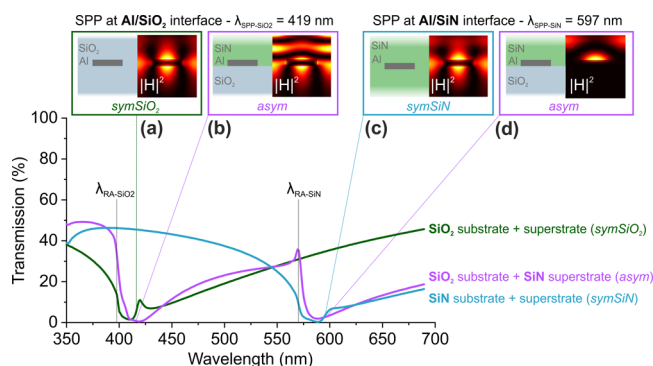 SPP at Al/SiO₂ interface - λSPP-SiO2 = 419 nm
SPP at Al/SiN interface - λSPP-SiN = 597 nm
SiO₂
Al
|H|²
symSiO₂
SiN
Al
SiO₂
|H|²
asym
SiN
Al
|H|²
symSiN
SiN
Al
SiO₂
|H|²
asym
(a)
(b)
(c)
(d)
λRA-SiO2
λRA-SiN
Transmission (%)
100
80
60
40
20
0
SiO₂ substrate + superstrate (symSiO₂)
SiO₂ substrate + SiN superstrate (asym)
SiN substrate + superstrate (symSiN)
350 400 450 500 550 600 650 700
Wavelength (nm)